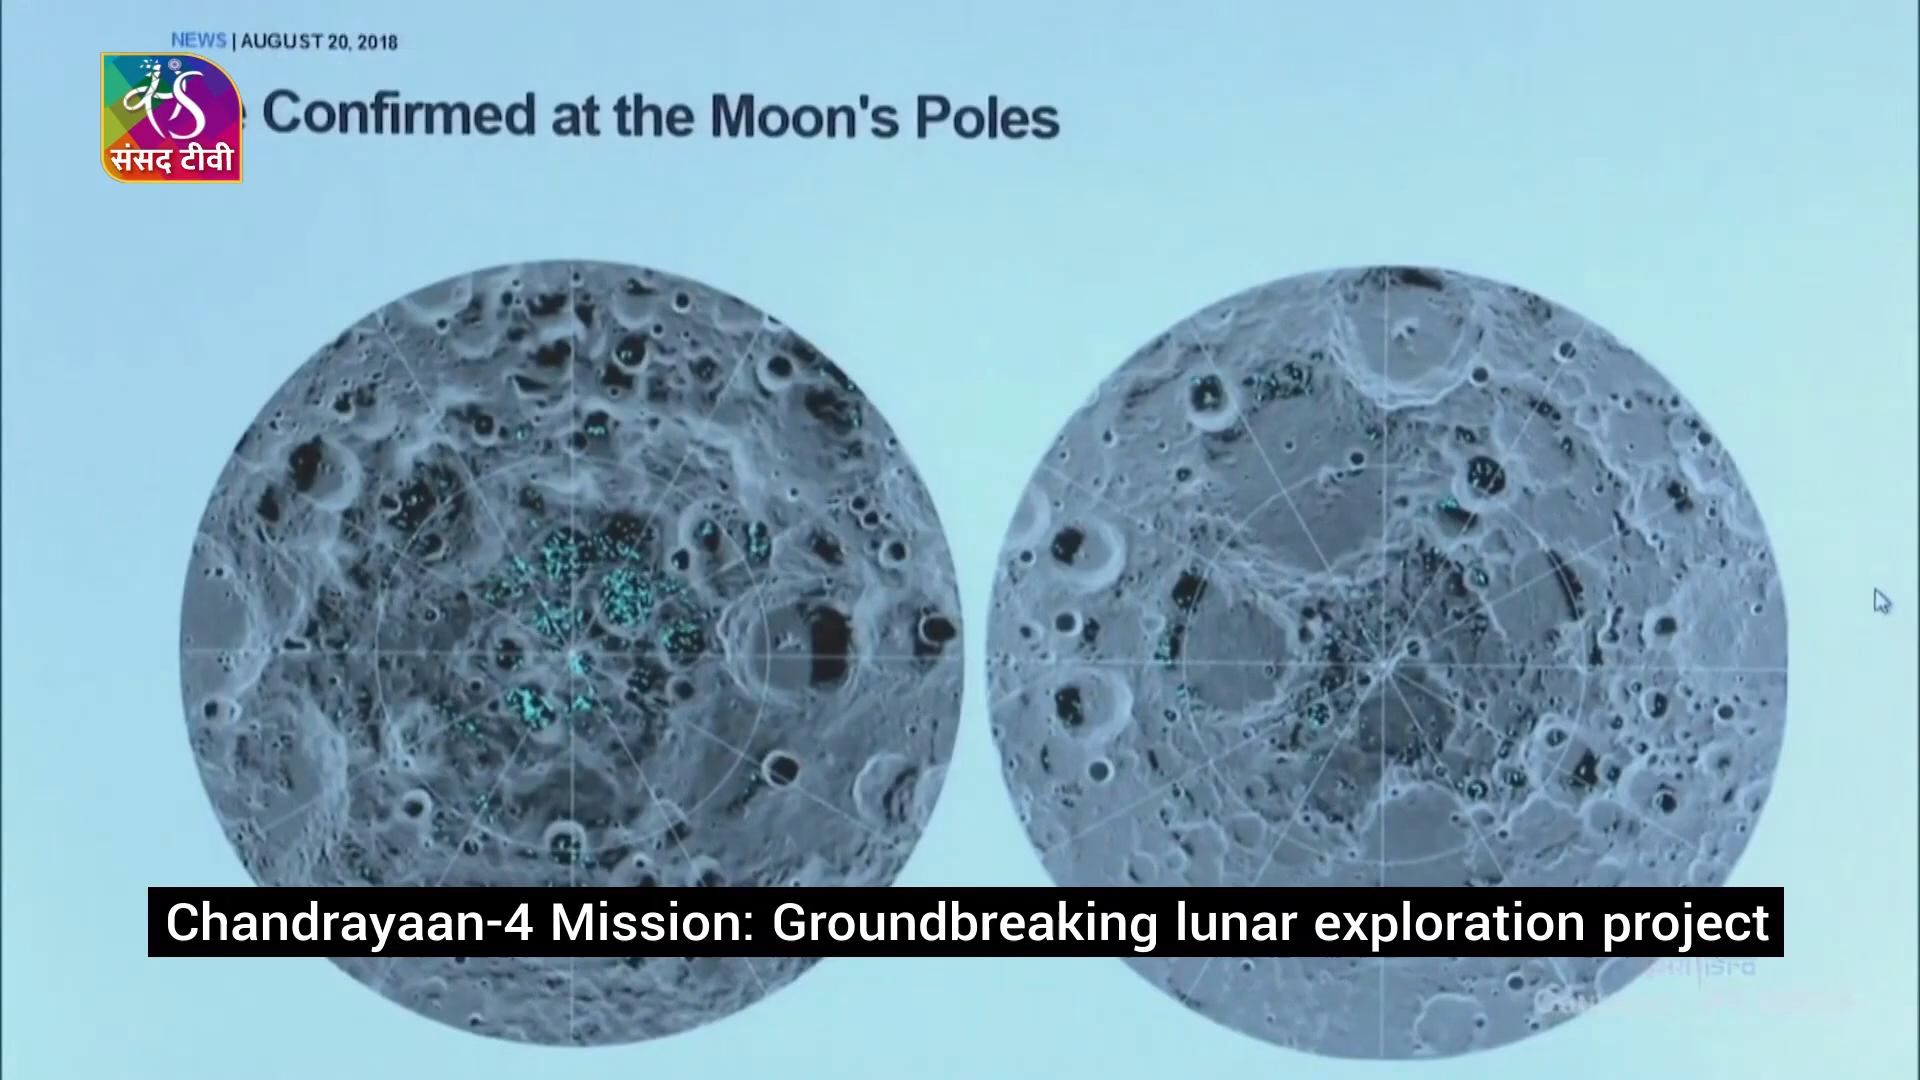 NEWS | AUGUST 20, 2018
Confirmed at the Moon's Poles
संसद टीवी
Chandrayaan-4 Mission: Groundbreaking lunar exploration project